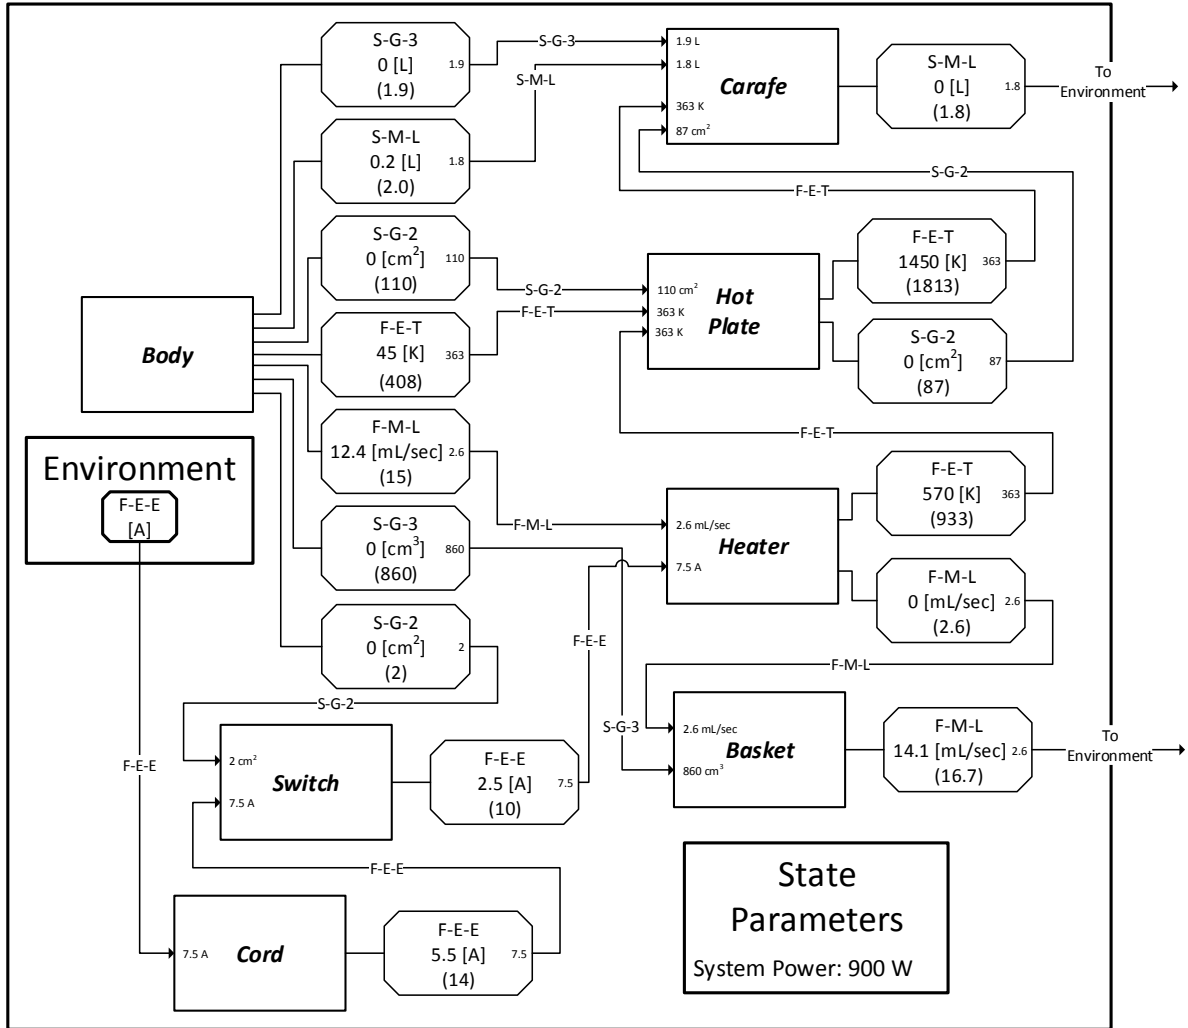 S-G-3
0 [L]
(1.9)
1.9
S-G-3
1.9 L
1.8 L
363 K
87 cm²
Carafe
S-M-L
0 [L]
(1.8)
1.8
To
Environment
S-M-L
S-M-L
0.2 [L]
(2.0)
1.8
S-G-2
F-E-T
S-G-2
0 [cm²]
(110)
110
S-G-2
F-E-T
110 cm²
363 K
363 K
Hot
Plate
F-E-T
1450 [K]
(1813)
363
S-G-2
0 [cm²]
(87)
87
Body
F-E-T
45 [K]
(408)
363
F-M-L
12.4 [mL/sec]
(15)
2.6
F-E-T
Environment
F-E-E
[A]
F-M-L
2.6 mL/sec
7.5 A
Heater
F-E-T
570 [K]
(933)
363
F-M-L
0 [mL/sec]
(2.6)
2.6
S-G-3
0 [cm³]
(860)
860
S-G-2
0 [cm²]
(2)
2
F-E-E
F-M-L
S-G-2
S-G-3
2.6 mL/sec
860 cm³
Basket
F-M-L
14.1 [mL/sec]
(16.7)
2.6
To
Environment
F-E-E
2 cm²
7.5 A
Switch
F-E-E
2.5 [A]
(10)
7.5
F-E-E
7.5 A
Cord
F-E-E
5.5 [A]
(14)
7.5
State
Parameters
System Power: 900 W